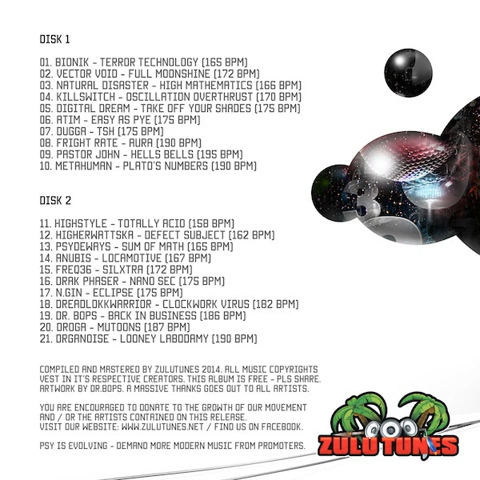 DISK 1
01. BIONIK - TERROR TECHNOLOGY (165 BPM)
02. VECTOR VOID - FULL MOONSHINE (172 BPM)
03. NATURAL DISASTER - HIGH MATHEMATICS (166 BPM)
04. KILLSWITCH - OSCILLATION OVERTHRUST (170 BPM)
05. DIGITAL DREAM - TAKE OFF YOUR SHADES (175 BPM)
06. ATIM - EASY AS PYE (175 BPM)
07. DUGGA - TSH (175 BPM)
08. FRIGHT RATE - AURA (190 BPM)
09. PASTOR JOHN - HELLS BELLS (195 BPM)
10. METAHUMAN - PLATO'S NUMBERS (190 BPM)
DISK 2
11. HIGHSTYLE - TOTALLY ACID (158 BPM)
12. HIGHERWATTSKA - DEFECT SUBJECT (162 BPM)
13. PSYDEWAYS - SUM OF MATH (165 BPM)
14. ANUBIS - LOCAMOTIVE (167 BPM)
15. FREQ36 - SILXTRA (172 BPM)
16. DRAK PHASER - NANO SEC (175 BPM)
17. N.GIN - ECLIPSE (175 BPM)
18. DREADLOKKWARRIOR - CLOCKWORK VIRUS (182 BPM)
19. DR. BOPS - BACK IN BUSINESS (186 BPM)
20. DROGA - MUTOONS (187 BPM)
21. ORGANOISE - LOONEY LABODAMY (190 BPM)
COMPILED AND MASTERED BY ZULUTUNES 2014. ALL MUSIC COPYRIGHTS
VEST IN IT'S RESPECTIVE CREATORS. THIS ALBUM IS FREE - PLS SHARE.
ARTWORK BY DR.BOPS. A MASSIVE THANKS GOES OUT TO ALL ARTISTS.
YOU ARE ENCOURAGED TO DONATE TO THE GROWTH OF OUR MOVEMENT
AND / OR THE ARTISTS CONTAINED ON THIS RELEASE.
VISIT OUR WEBSITE: WWW.ZULUTUNES.NET / FIND US ON FACEBOOK.
PSY IS EVOLVING - DEMAND MORE MODERN MUSIC FROM PROMOTERS.
ZULU TUNES